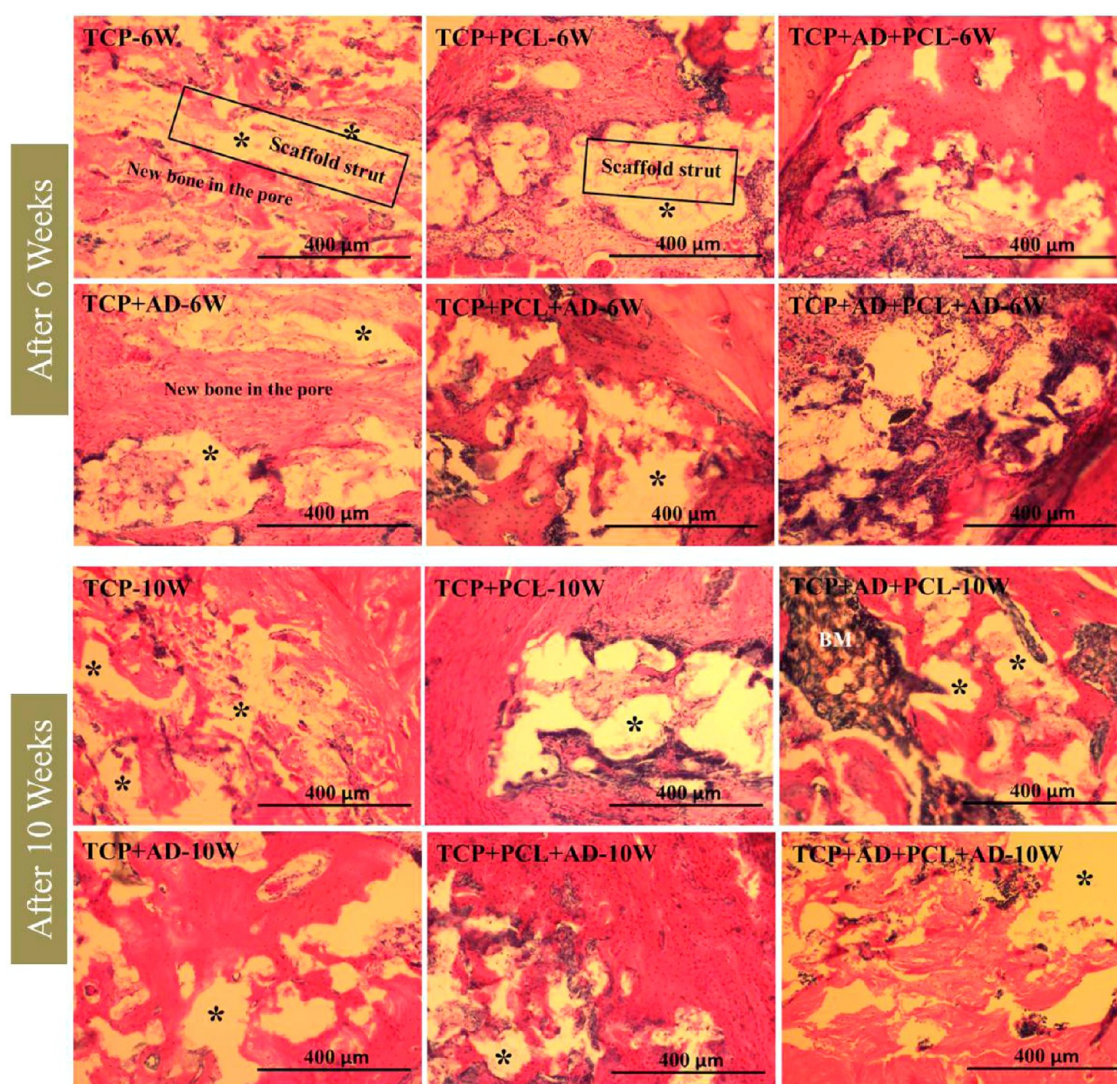 After 6 Weeks
TCP-6W
*
*
Scaffold strut
New bone in the pore
400 µm
TCP+PCL-6W
Scaffold strut
*
400 µm
TCP+AD+PCL-6W
400 µm
TCP+AD-6W
*
New bone in the pore
*
400 µm
TCP+PCL+AD-6W
*
400 µm
TCP+AD+PCL+AD-6W
400 µm
After 10 Weeks
TCP-10W
*
*
*
400 µm
TCP+PCL-10W
*
400 µm
TCP+AD+PCL-10W
BM
*
*
400 µm
TCP+AD-10W
*
400 µm
TCP+PCL+AD-10W
*
400 µm
TCP+AD+PCL+AD-10W
*
400 µm